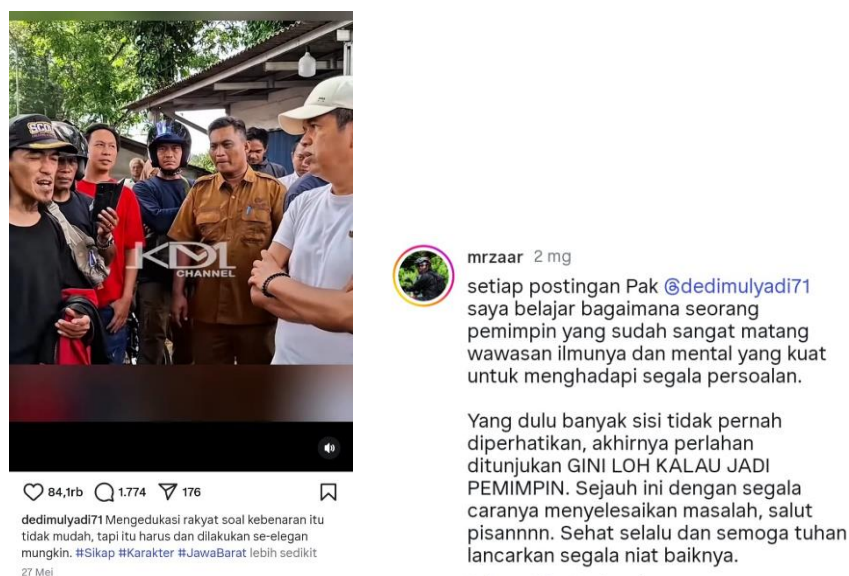 SCO
KDM
CHANNEL
84,1rb 1.774 176
dedimulyadi71 Mengedukasi rakyat soal kebenaran itu
tidak mudah, tapi itu harus dan dilakukan se-elegan
mungkin. #Sikap #Karakter #JawaBarat lebih sedikit
27 Mei
mrzaar 2 mg
setiap postingan Pak @dedimulyadi71
saya belajar bagaimana seorang
pemimpin yang sudah sangat matang
wawasan ilmunya dan mental yang kuat
untuk menghadapi segala persoalan.
Yang dulu banyak sisi tidak pernah
diperhatikan, akhirnya perlahan
ditunjukan GINI LOH KALAU JADI
PEMIMPIN. Sejauh ini dengan segala
caranya menyelesaikan masalah, salut
pisannnn. Sehat selalu dan semoga tuhan
lancarkan segala niat baiknya.